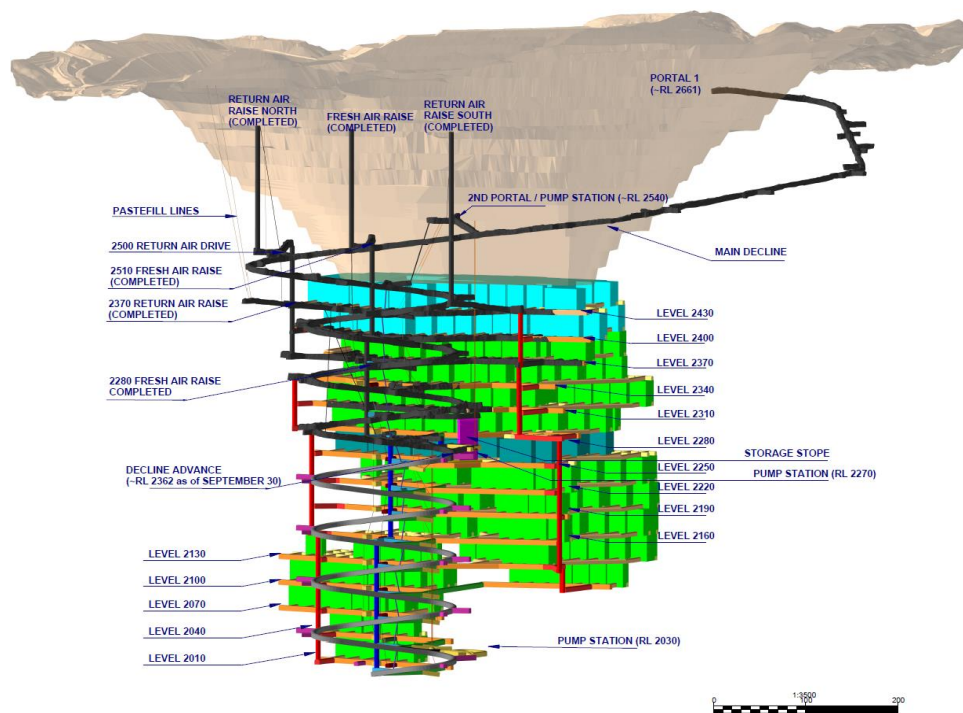 PORTAL 1
(~RL 2661)
RETURN AIR
RAISE NORTH
(COMPLETED)
FRESH AIR RAISE
(COMPLETED)
RETURN AIR
RAISE SOUTH
(COMPLETED)
2ND PORTAL / PUMP STATION (~RL 2540)
PASTEFILL LINES
2500 RETURN AIR DRIVE
MAIN DECLINE
2510 FRESH AIR RAISE
(COMPLETED)
2370 RETURN AIR RAISE
(COMPLETED)
LEVEL 2430
LEVEL 2400
LEVEL 2370
2280 FRESH AIR RAISE
COMPLETED
LEVEL 2340
LEVEL 2310
LEVEL 2280
STORAGE STOPE
DECLINE ADVANCE
(~RL 2362 as of SEPTEMBER 30)
LEVEL 2250
PUMP STATION (RL 2270)
LEVEL 2220
LEVEL 2190
LEVEL 2160
LEVEL 2130
LEVEL 2100
LEVEL 2070
LEVEL 2040
LEVEL 2010
PUMP STATION (RL 2030)
1:3500
0 100 200